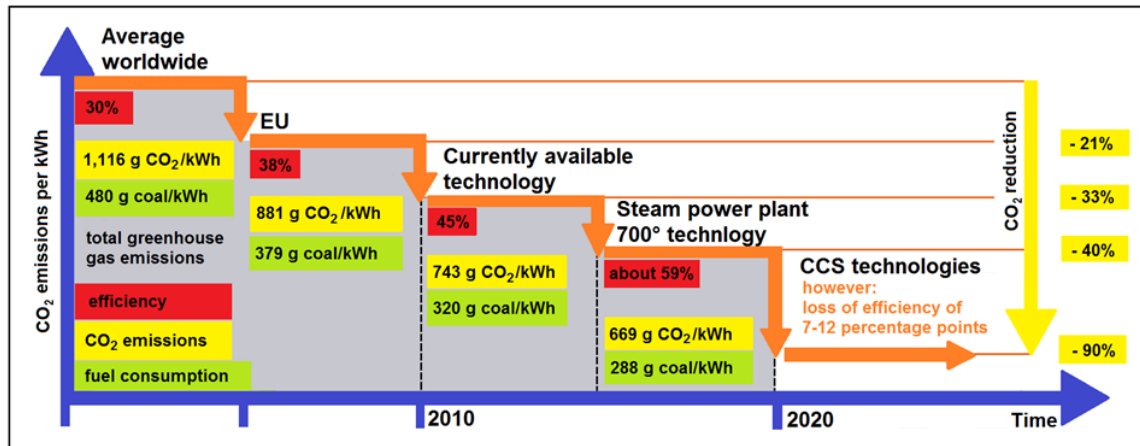 Average
worldwide
30%
1,116 g CO₂/kWh
480 g coal/kWh
total greenhouse
gas emissions
efficiency
CO₂ emissions
fuel consumption
EU
38%
881 g CO₂/kWh
379 g coal/kWh
Currently available
technology
45%
743 g CO₂/kWh
320 g coal/kWh
Steam power plant
700° technlogy
about 59%
669 g CO₂/kWh
288 g coal/kWh
CCS technologies
however:
loss of efficiency of
7-12 percentage points
CO₂ reduction
- 21%
- 33%
- 40%
- 90%
CO₂ emissions per kWh
2010
2020
Time